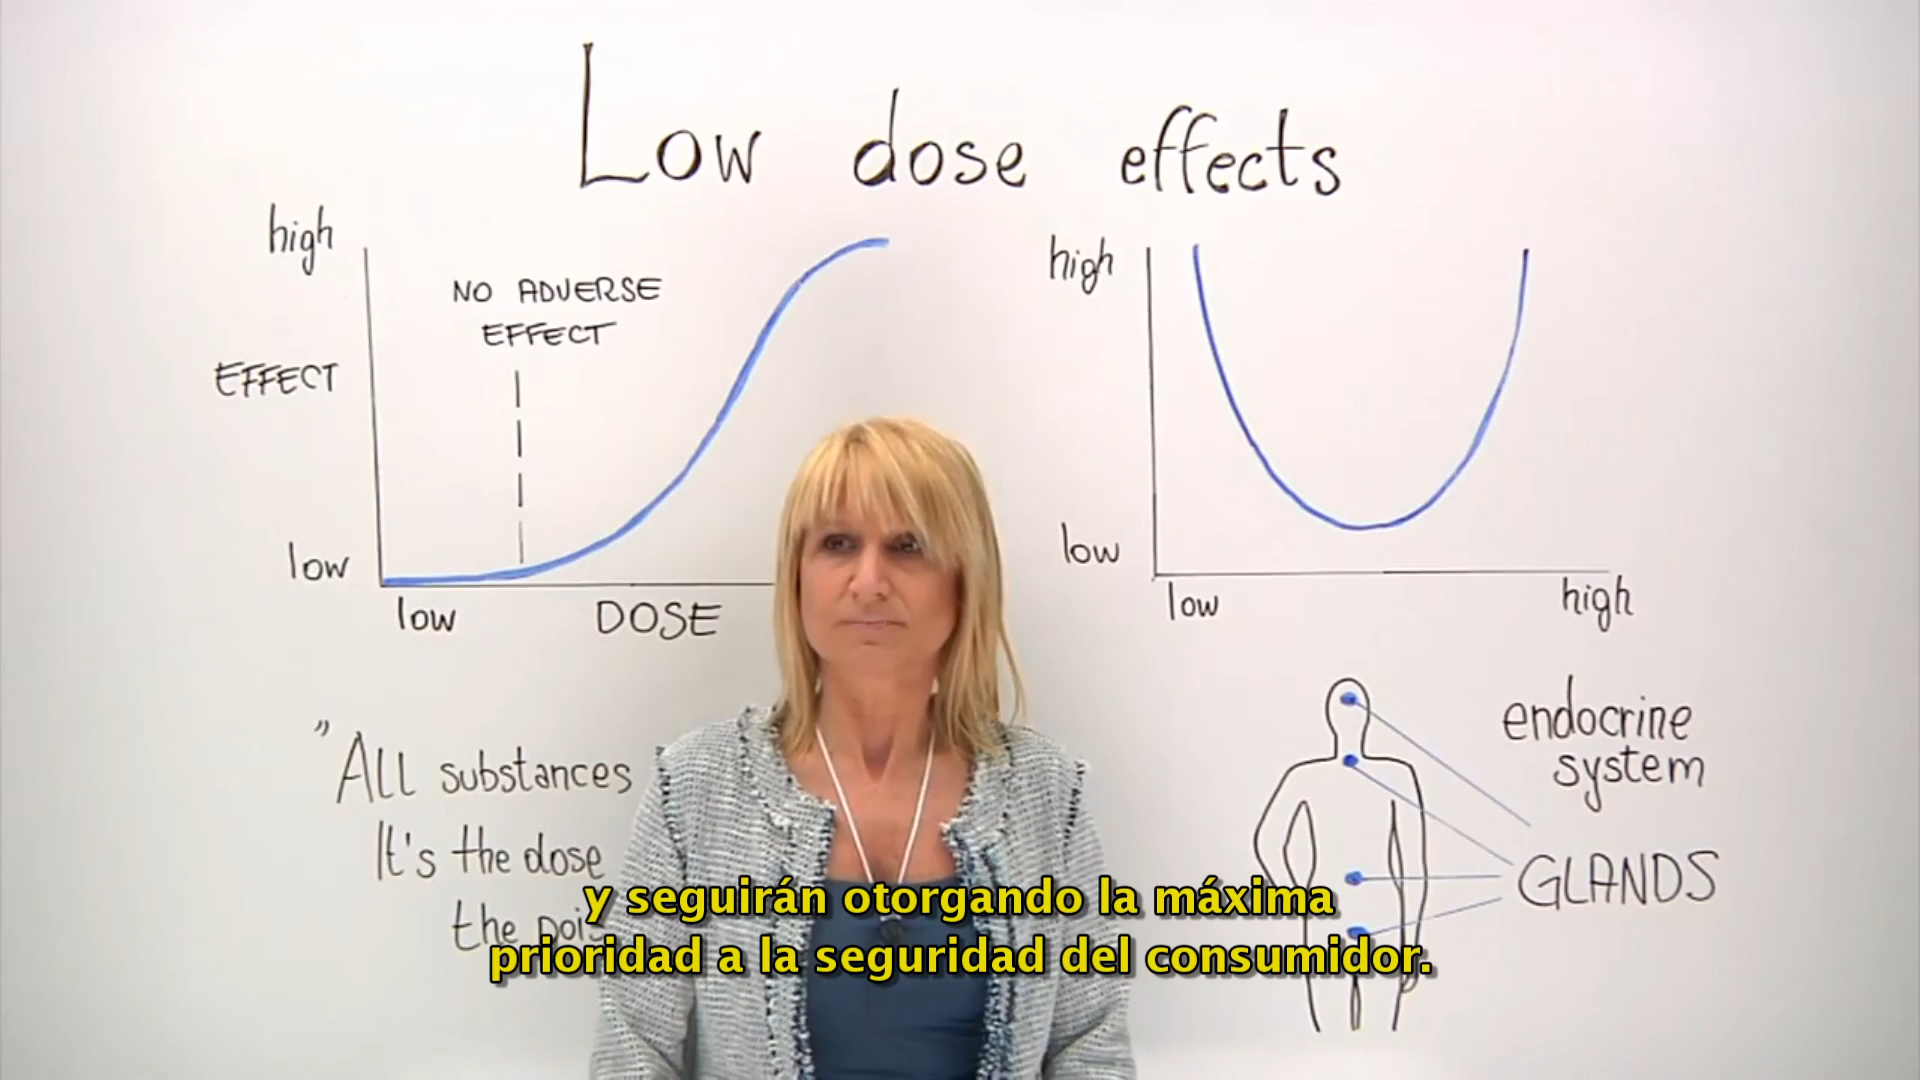 Low dose effects
high
NO ADVERSE
EFFECT
EFFECT
low
low DOSE
high
low
low high
"All substances
It's the dose
the
endocrine
system
GLANDS
y seguirán otorgando la máxima
prioridad a la seguridad del consumidor.